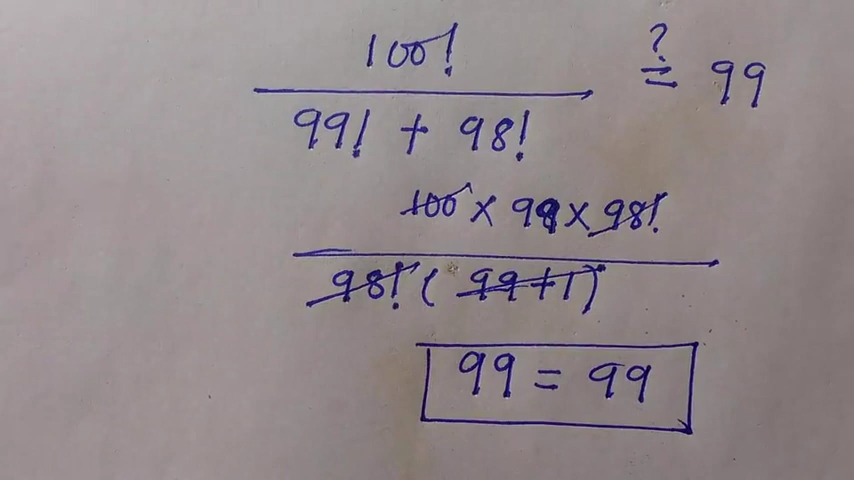 100!
? 
= 99
99! + 98!
100 × 99 × 98!
98! ( 99+1)
99 = 99